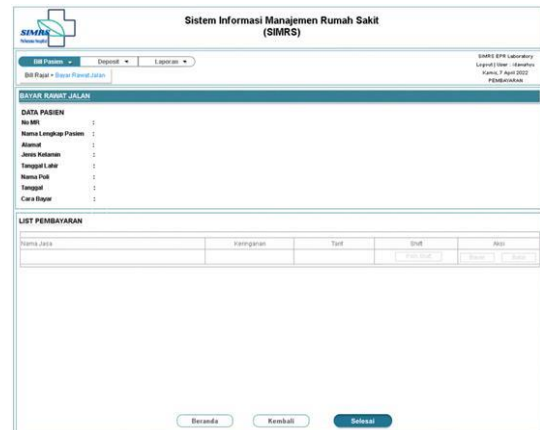 SIMRS
Sistem Informasi Manajemen Rumah Sakit
(SIMRS)
Bill Pasien
Deposit
Laporan
SIMRS EPR Laboratory
Kamis, 7 April 2022
PEMBAYARAN
Bill Rajal • Bayar Rawat Jalan
BAYAR RAWAT JALAN
DATA PASIEN
No MR :
Nama Lengkap Pasien :
Alamat :
Jenis Kelamin :
Tanggal Lahir :
Nama Poli :
Tanggal :
Cara Bayar :
LIST PEMBAYARAN
Nama Jasa Keringanan Tarif Shift Aksi
Pilih Shift Bayar
Beranda Kembali Selesai